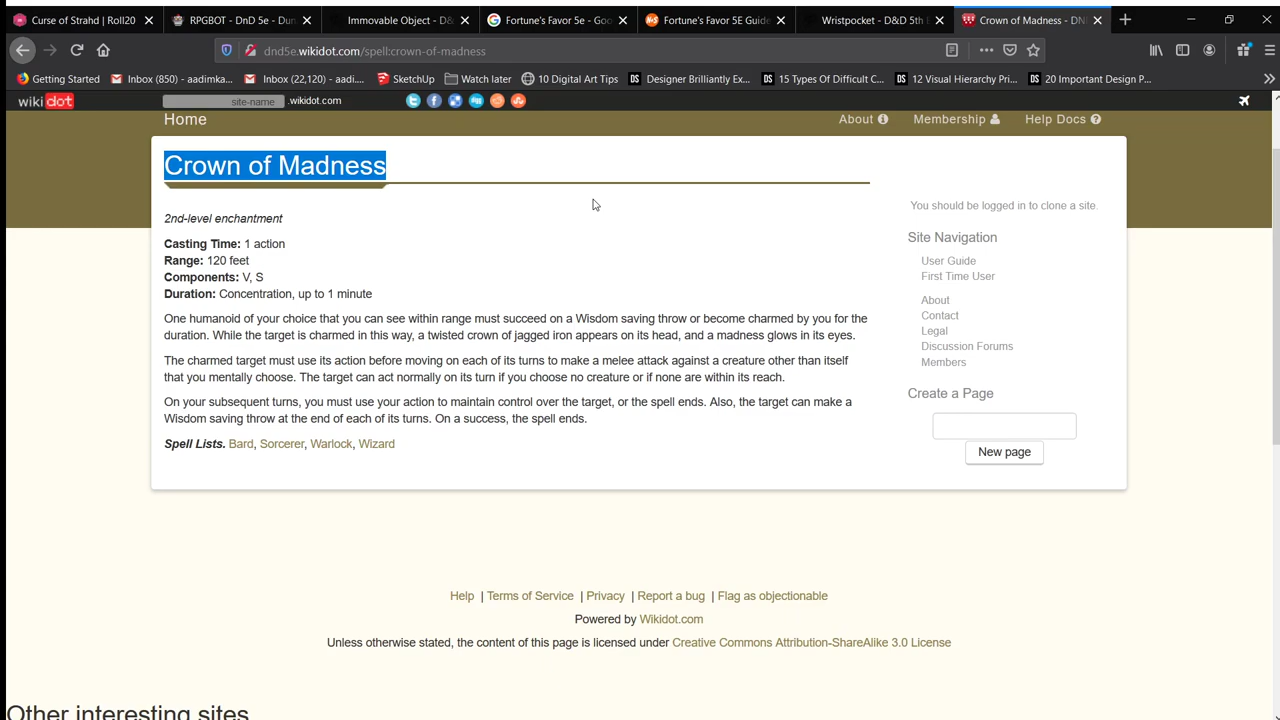 Curse of Strahd | Roll20
RPGBOT - DnD 5e - Dun
Immovable Object - D&
Fortune's Favor 5e - Goo
Fortune's Favor 5E Guide
Wristpocket - D&D 5th E
Crown of Madness - DN
dnd5e.wikidot.com/spell:crown-of-madness
Getting Started
Inbox (850) - aadimka...
Inbox (22,120) - aadi...
SketchUp
Watch later
10 Digital Art Tips
DS Designer Brilliantly Ex...
DS 15 Types Of Difficult C...
DS 12 Visual Hierarchy Pri...
DS 20 Important Design P...
wikidot
site-name .wikidot.com
Home
About
Membership
Help Docs
Crown of Madness
2nd-level enchantment
Casting Time: 1 action
Range: 120 feet
Components: V, S
Duration: Concentration, up to 1 minute
One humanoid of your choice that you can see within range must succeed on a Wisdom saving throw or become charmed by you for the
duration. While the target is charmed in this way, a twisted crown of jagged iron appears on its head, and a madness glows in its eyes.
The charmed target must use its action before moving on each of its turns to make a melee attack against a creature other than itself
that you mentally choose. The target can act normally on its turn if you choose no creature or if none are within its reach.
On your subsequent turns, you must use your action to maintain control over the target, or the spell ends. Also, the target can make a
Wisdom saving throw at the end of each of its turns. On a success, the spell ends.
Spell Lists. Bard, Sorcerer, Warlock, Wizard
You should be logged in to clone a site.
Site Navigation
User Guide
First Time User
About
Contact
Legal
Discussion Forums
Members
Create a Page
New page
Help | Terms of Service | Privacy | Report a bug | Flag as objectionable
Powered by Wikidot.com
Unless otherwise stated, the content of this page is licensed under Creative Commons Attribution-ShareAlike 3.0 License
Other interesting sites